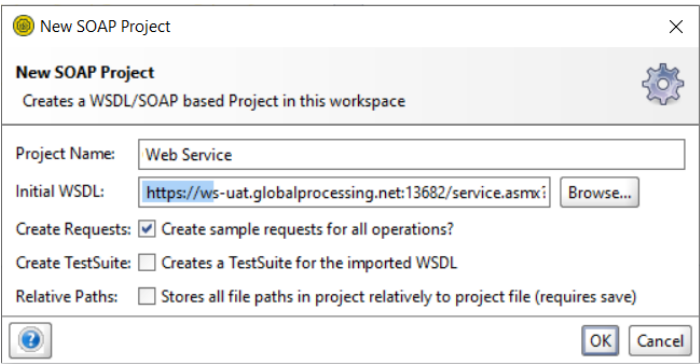 New SOAP Project
New SOAP Project
Creates a WSDL/SOAP based Project in this workspace
Project Name: Web Service
Initial WSDL: https://ws-uat.globalprocessing.net:13682/service.asmx Browse...
Create Requests: Create sample requests for all operations?
Create TestSuite: Creates a TestSuite for the imported WSDL
Relative Paths: Stores all file paths in project relatively to project file (requires save)
OK Cancel